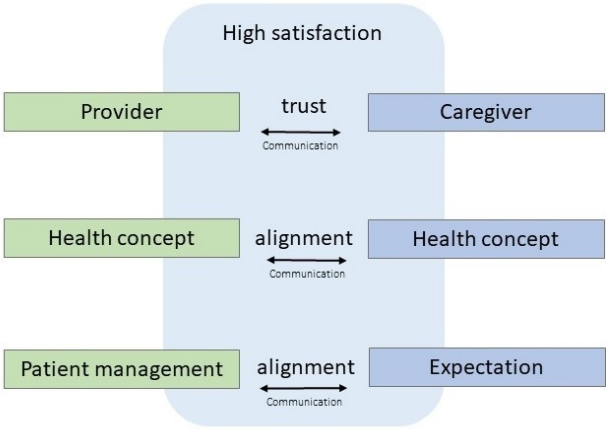 High satisfaction
Provider
trust
Caregiver
Communication
Health concept
alignment
Health concept
Communication
Patient management
alignment
Expectation
Communication